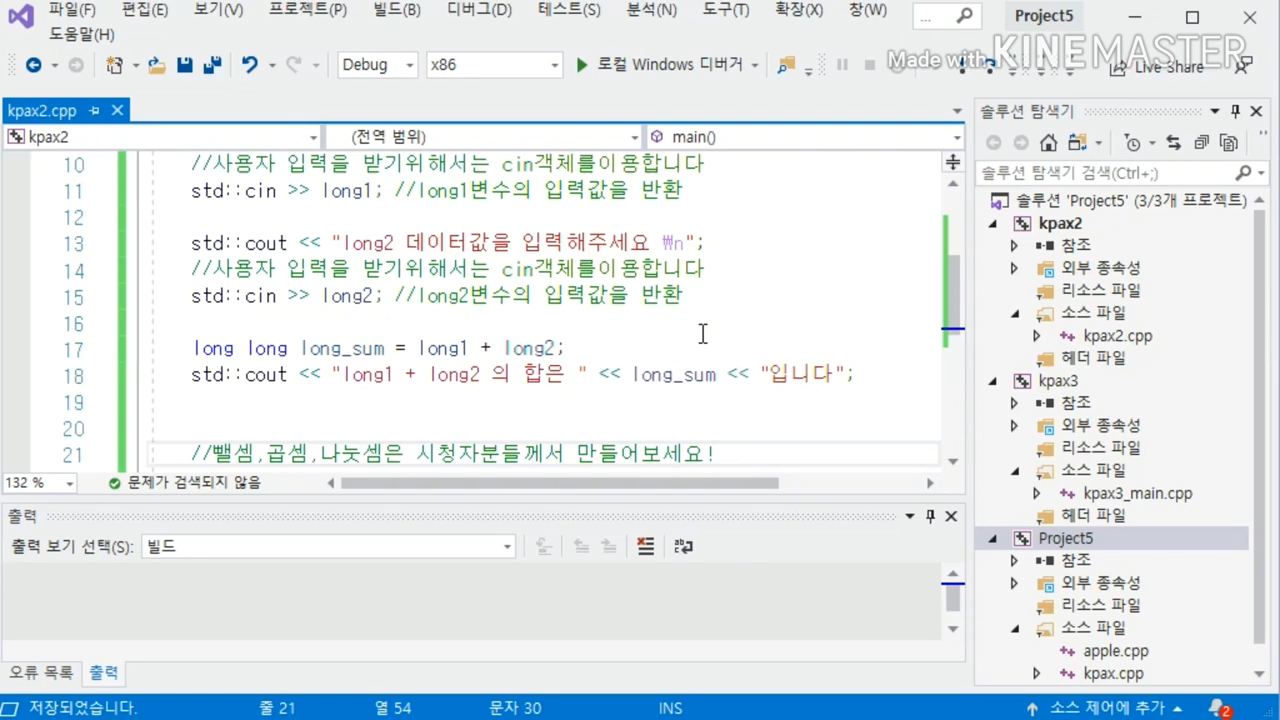 파일(F) 편집(E) 보기(V) 프로젝트(P) 빌드(B) 디버그(D) 테스트(S) 분석(N) 도구(T) 확장(X) 창(W) ... Project5
도움말(H)
Debug x86 로컬 Windows 디버거 Live Share
Made with KINEMASTER
kpax2.cpp
kpax2 (전역 범위) main()
10 //사용자 입력을 받기위해서는 cin객체를이용합니다
11 std::cin >> long1; //long1변수의 입력값을 반환
12
13 std::cout << "long2 데이터값을 입력해주세요 ₩n";
14 //사용자 입력을 받기위해서는 cin객체를이용합니다
15 std::cin >> long2; //long2변수의 입력값을 반환
16
17 long long long_sum = long1 + long2;
18 std::cout << "long1 + long2 의 합은 " << long_sum << "입니다";
19
20
21 //뺄셈,곱셈,나눗셈은 시청자분들께서 만들어보세요!
132 % 문제가 검색되지 않음
출력
출력 보기 선택(S): 빌드
오류 목록 출력
솔루션 탐색기
솔루션 탐색기 검색(Ctrl+;)
솔루션 'Project5' (3/3개 프로젝트)
kpax2
참조
외부 종속성
리소스 파일
소스 파일
kpax2.cpp
헤더 파일
kpax3
참조
외부 종속성
리소스 파일
소스 파일
kpax3_main.cpp
헤더 파일
Project5
참조
외부 종속성
리소스 파일
소스 파일
apple.cpp
kpax.cpp
저장되었습니다. 줄 21 열 54 문자 30 INS 소스 제어에 추가 2